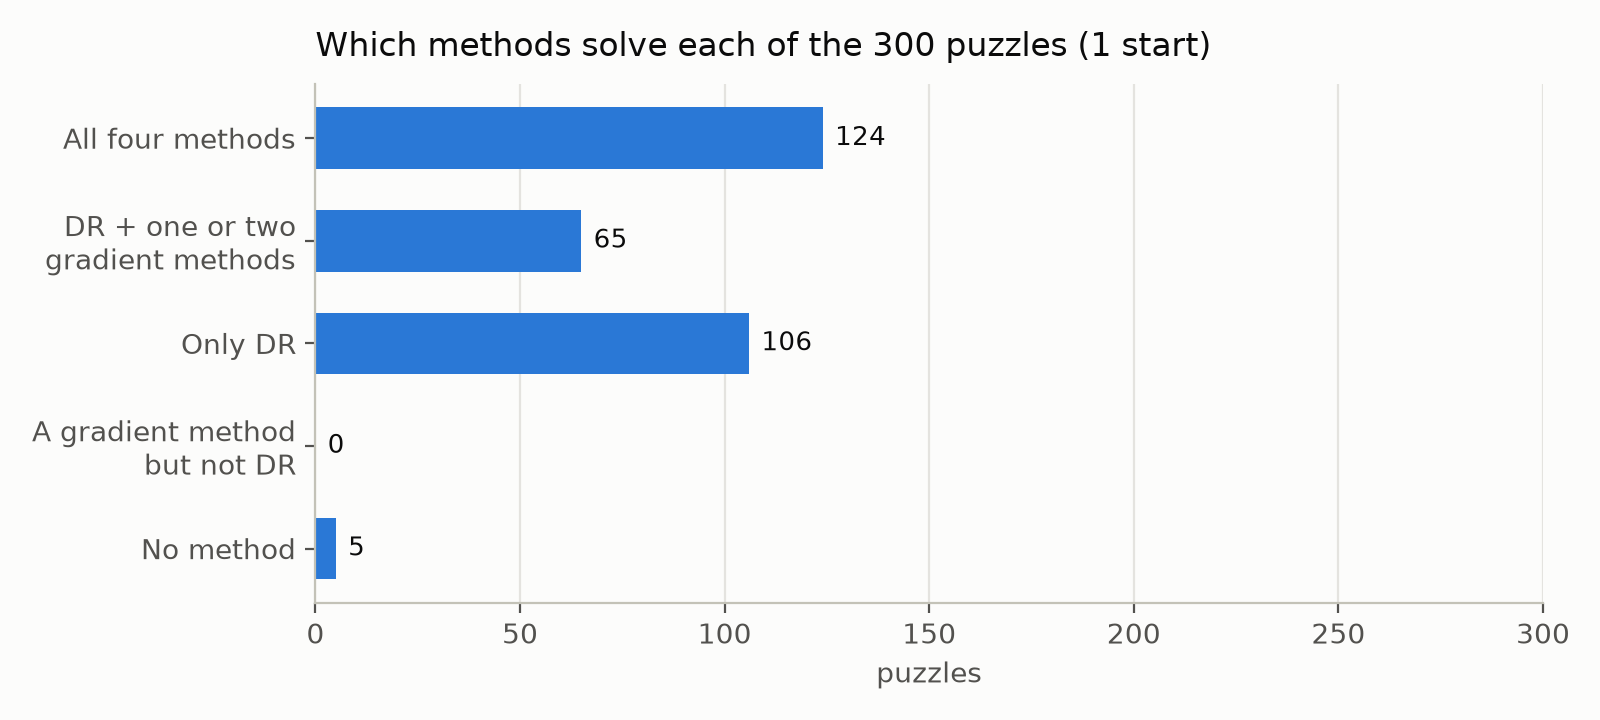 Which methods solve each of the 300 puzzles (1 start)
All four methods
124
DR + one or two
gradient methods
65
Only DR
106
A gradient method
but not DR
0
No method
5
0 50 100 150 200 250 300
puzzles